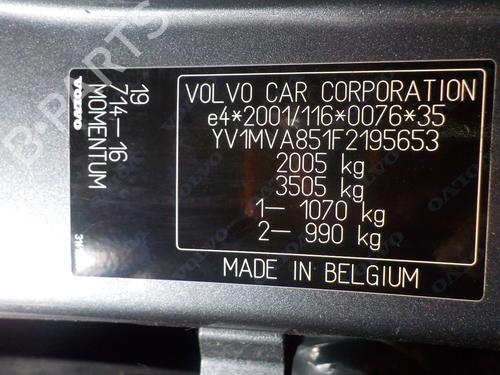 VOLVO CAR CORPORATION
e4*2001/116*0076*35
YV1MVA851F2195653
2005 kg
3505 kg
1– 1070 kg
2– 990 kg
MADE IN BELGIUM
19
714–16
MOMENTUM
VOLVO
B-PARTS